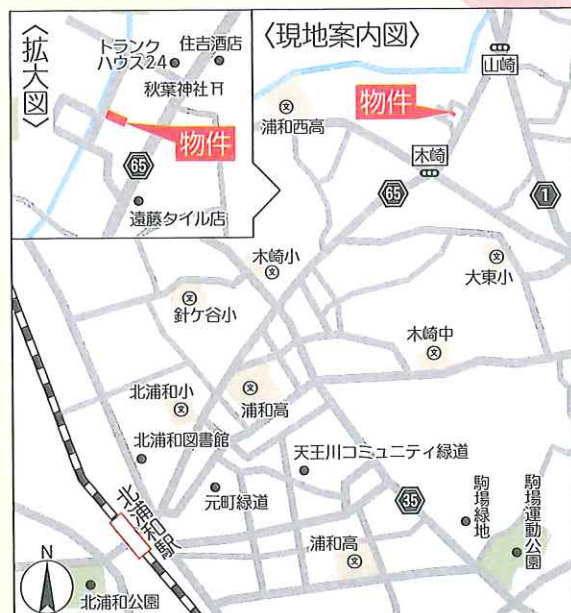 〈拡大図〉
トランク
ハウス24
住吉酒店
秋葉神社
物件
65
遠藤タイル店
〈現地案内図〉
山崎
浦和西高
物件
木崎
65
1
木崎小
大東小
針ケ谷小
木崎中
北浦和小
浦和高
北浦和図書館
天王川コミュニティ緑道
元町緑道
35
駒場緑地
駒場運動公園
北浦和駅
浦和高
N
北浦和公園